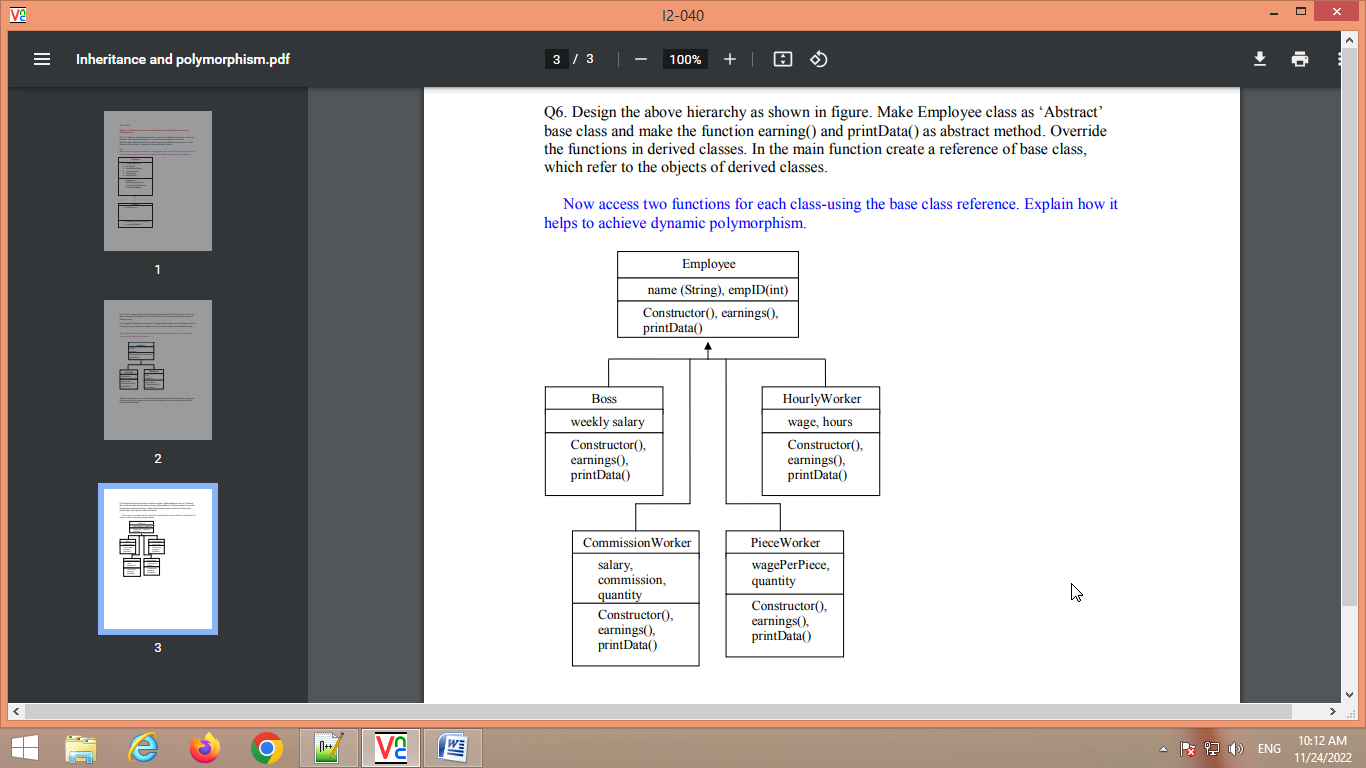 I2-040
Inheritance and polymorphism.pdf
3 / 3
100%
1
2
3
Q6. Design the above hierarchy as shown in figure. Make Employee class as ‘Abstract’
base class and make the function earning() and printData() as abstract method. Override
the functions in derived classes. In the main function create a reference of base class,
which refer to the objects of derived classes.
Now access two functions for each class-using the base class reference. Explain how it
helps to achieve dynamic polymorphism.
Employee
name (String), empID(int)
Constructor(), earnings(),
printData()
Boss
weekly salary
Constructor(),
earnings(),
printData()
HourlyWorker
wage, hours
Constructor(),
earnings(),
printData()
CommissionWorker
salary,
commission,
quantity
Constructor(),
earnings(),
printData()
PieceWorker
wagePerPiece,
quantity
Constructor(),
earnings(),
printData()
ENG
10:12 AM
11/24/2022